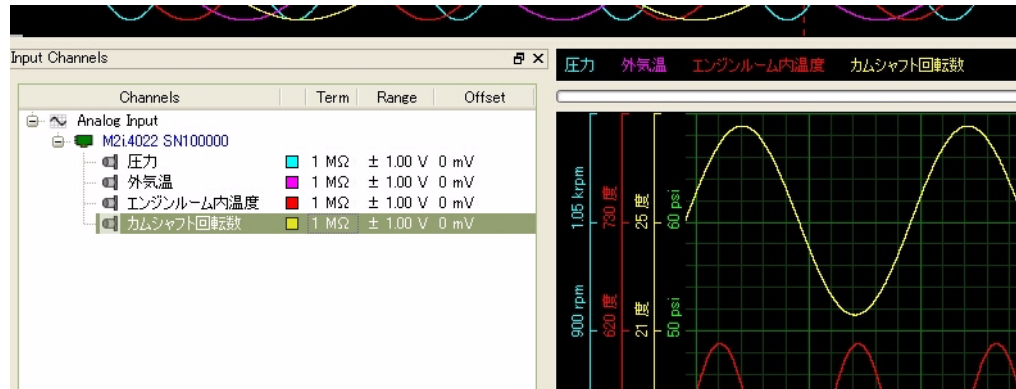 Input Channels
Channels Term Range Offset
Analog Input
M2i.4022 SN100000
圧力 1 MΩ ± 1.00 V 0 mV
外気温 1 MΩ ± 1.00 V 0 mV
エンジンルーム内温度 1 MΩ ± 1.00 V 0 mV
カムシャフト回転数 1 MΩ ± 1.00 V 0 mV
圧力 外気温 エンジンルーム内温度 カムシャフト回転数
1.05 krpm
730 度
25 度
60 psi
900 rpm
620 度
21 度
50 psi